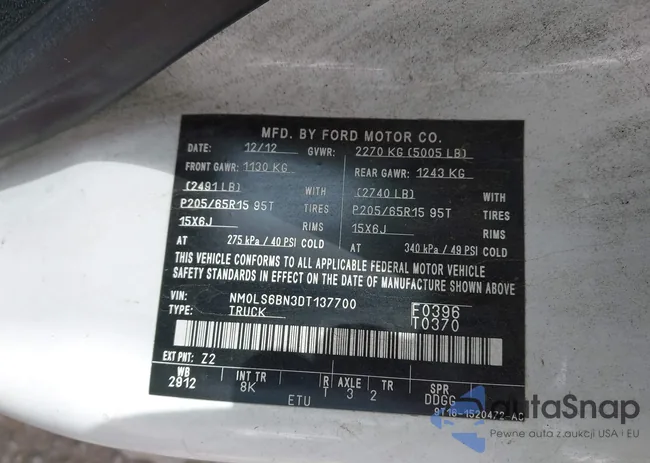 MFD. BY FORD MOTOR CO.
DATE: 12/12 GVWR: 2270 KG (5005 LB)
FRONT GAWR: 1130 KG REAR GAWR: 1243 KG
(2491 LB) WITH (2740 LB) WITH
P205/65R15 95T TIRES P205/65R15 95T TIRES
15X6J RIMS 15X6J RIMS
AT 275 kPa / 40 PSI COLD AT 340 kPa / 49 PSI COLD
THIS VEHICLE CONFORMS TO ALL APPLICABLE FEDERAL MOTOR VEHICLE
SAFETY STANDARDS IN EFFECT ON THE DATE OF MANUFACTURE SHOWN ABOVE.
VIN: NM0LS6BN3DT137700 F0396
TYPE: TRUCK T0370
EXT PNT: Z2
WB INT TR R AXLE TR SPR
2912 8K T 3 2 DDGG
ETU 9T16-1520472-AC
autoSnap
Pewne auta z aukcji USA i EU